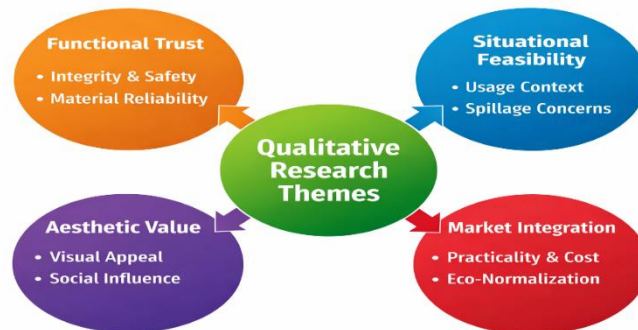 Functional Trust
• Integrity & Safety
• Material Reliability
Situational
Feasibility
• Usage Context
• Spillage Concerns
Qualitative
Research
Themes
Aesthetic Value
• Visual Appeal
• Social Influence
Market Integration
• Practicality & Cost
• Eco-Normalization